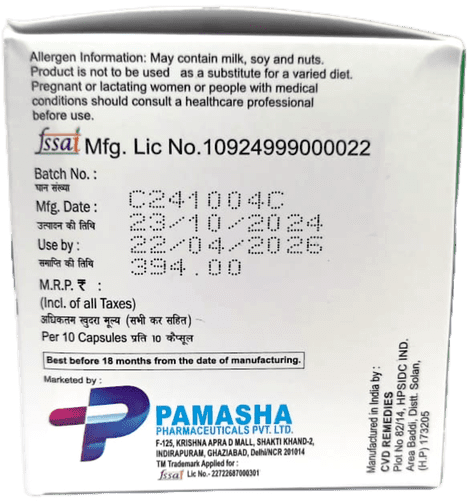 Allergen Information: May contain milk, soy and nuts.
Product is not to be used as a substitute for a varied diet.
Pregnant or lactating women or people with medical
conditions should consult a healthcare professional
before use.
fssai Mfg. Lic No.10924999000022
Batch No. :
घान संख्या
C241004C
Mfg. Date :
23/10/2024
उत्पादन की तिथि
Use by :
22/04/2026
समाप्ति की तिथि
394.00
M.R.P. ₹ :
(Incl. of all Taxes)
अधिकतम खुदरा मूल्य (सभी कर सहित)
Per 10 Capsules प्रति 10 कैप्सूल
Best before 18 months from the date of manufacturing.
Marketed by :
PAMASHA
PHARMACEUTICALS PVT. LTD.
F-125, KRISHNA APRA D MALL, SHAKTI KHAND-2,
INDIRAPURAM, GHAZIABAD, Delhi/NCR 201014
TM Trademark Applied for :
fssai Lic No.- 22722687000301
Manufactured in India by :
CVD REMEDIES
Plot No 82/14, HPSIDC IND.
Area Baddi, Distt. Solan,
(H.P) 173205